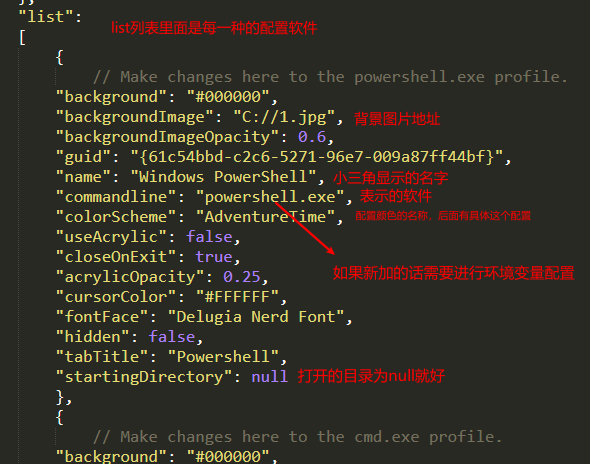 },
"list": list列表里面是每一种的配置软件
[
{
// Make changes here to the powershell.exe profile.
"background": "#000000",
"backgroundImage": "C://1.jpg", 背景图片地址
"backgroundImageOpacity": 0.6,
"guid": "{61c54bbd-c2c6-5271-96e7-009a87ff44bf}",
"name": "Windows PowerShell", 小三角显示的名字
"commandline": "powershell.exe", 表示的软件
"colorScheme": "AdventureTime", 配置颜色的名称，后面有具体这个配置
"useAcrylic": false,
"closeOnExit": true,
"acrylicOpacity": 0.25, 如果新加的话需要进行环境变量配置
"cursorColor": "#FFFFFF",
"fontFace": "Delugia Nerd Font",
"hidden": false,
"tabTitle": "Powershell",
"startingDirectory": null 打开的目录为null就好
},
{
// Make changes here to the cmd.exe profile.
"background": "#000000",